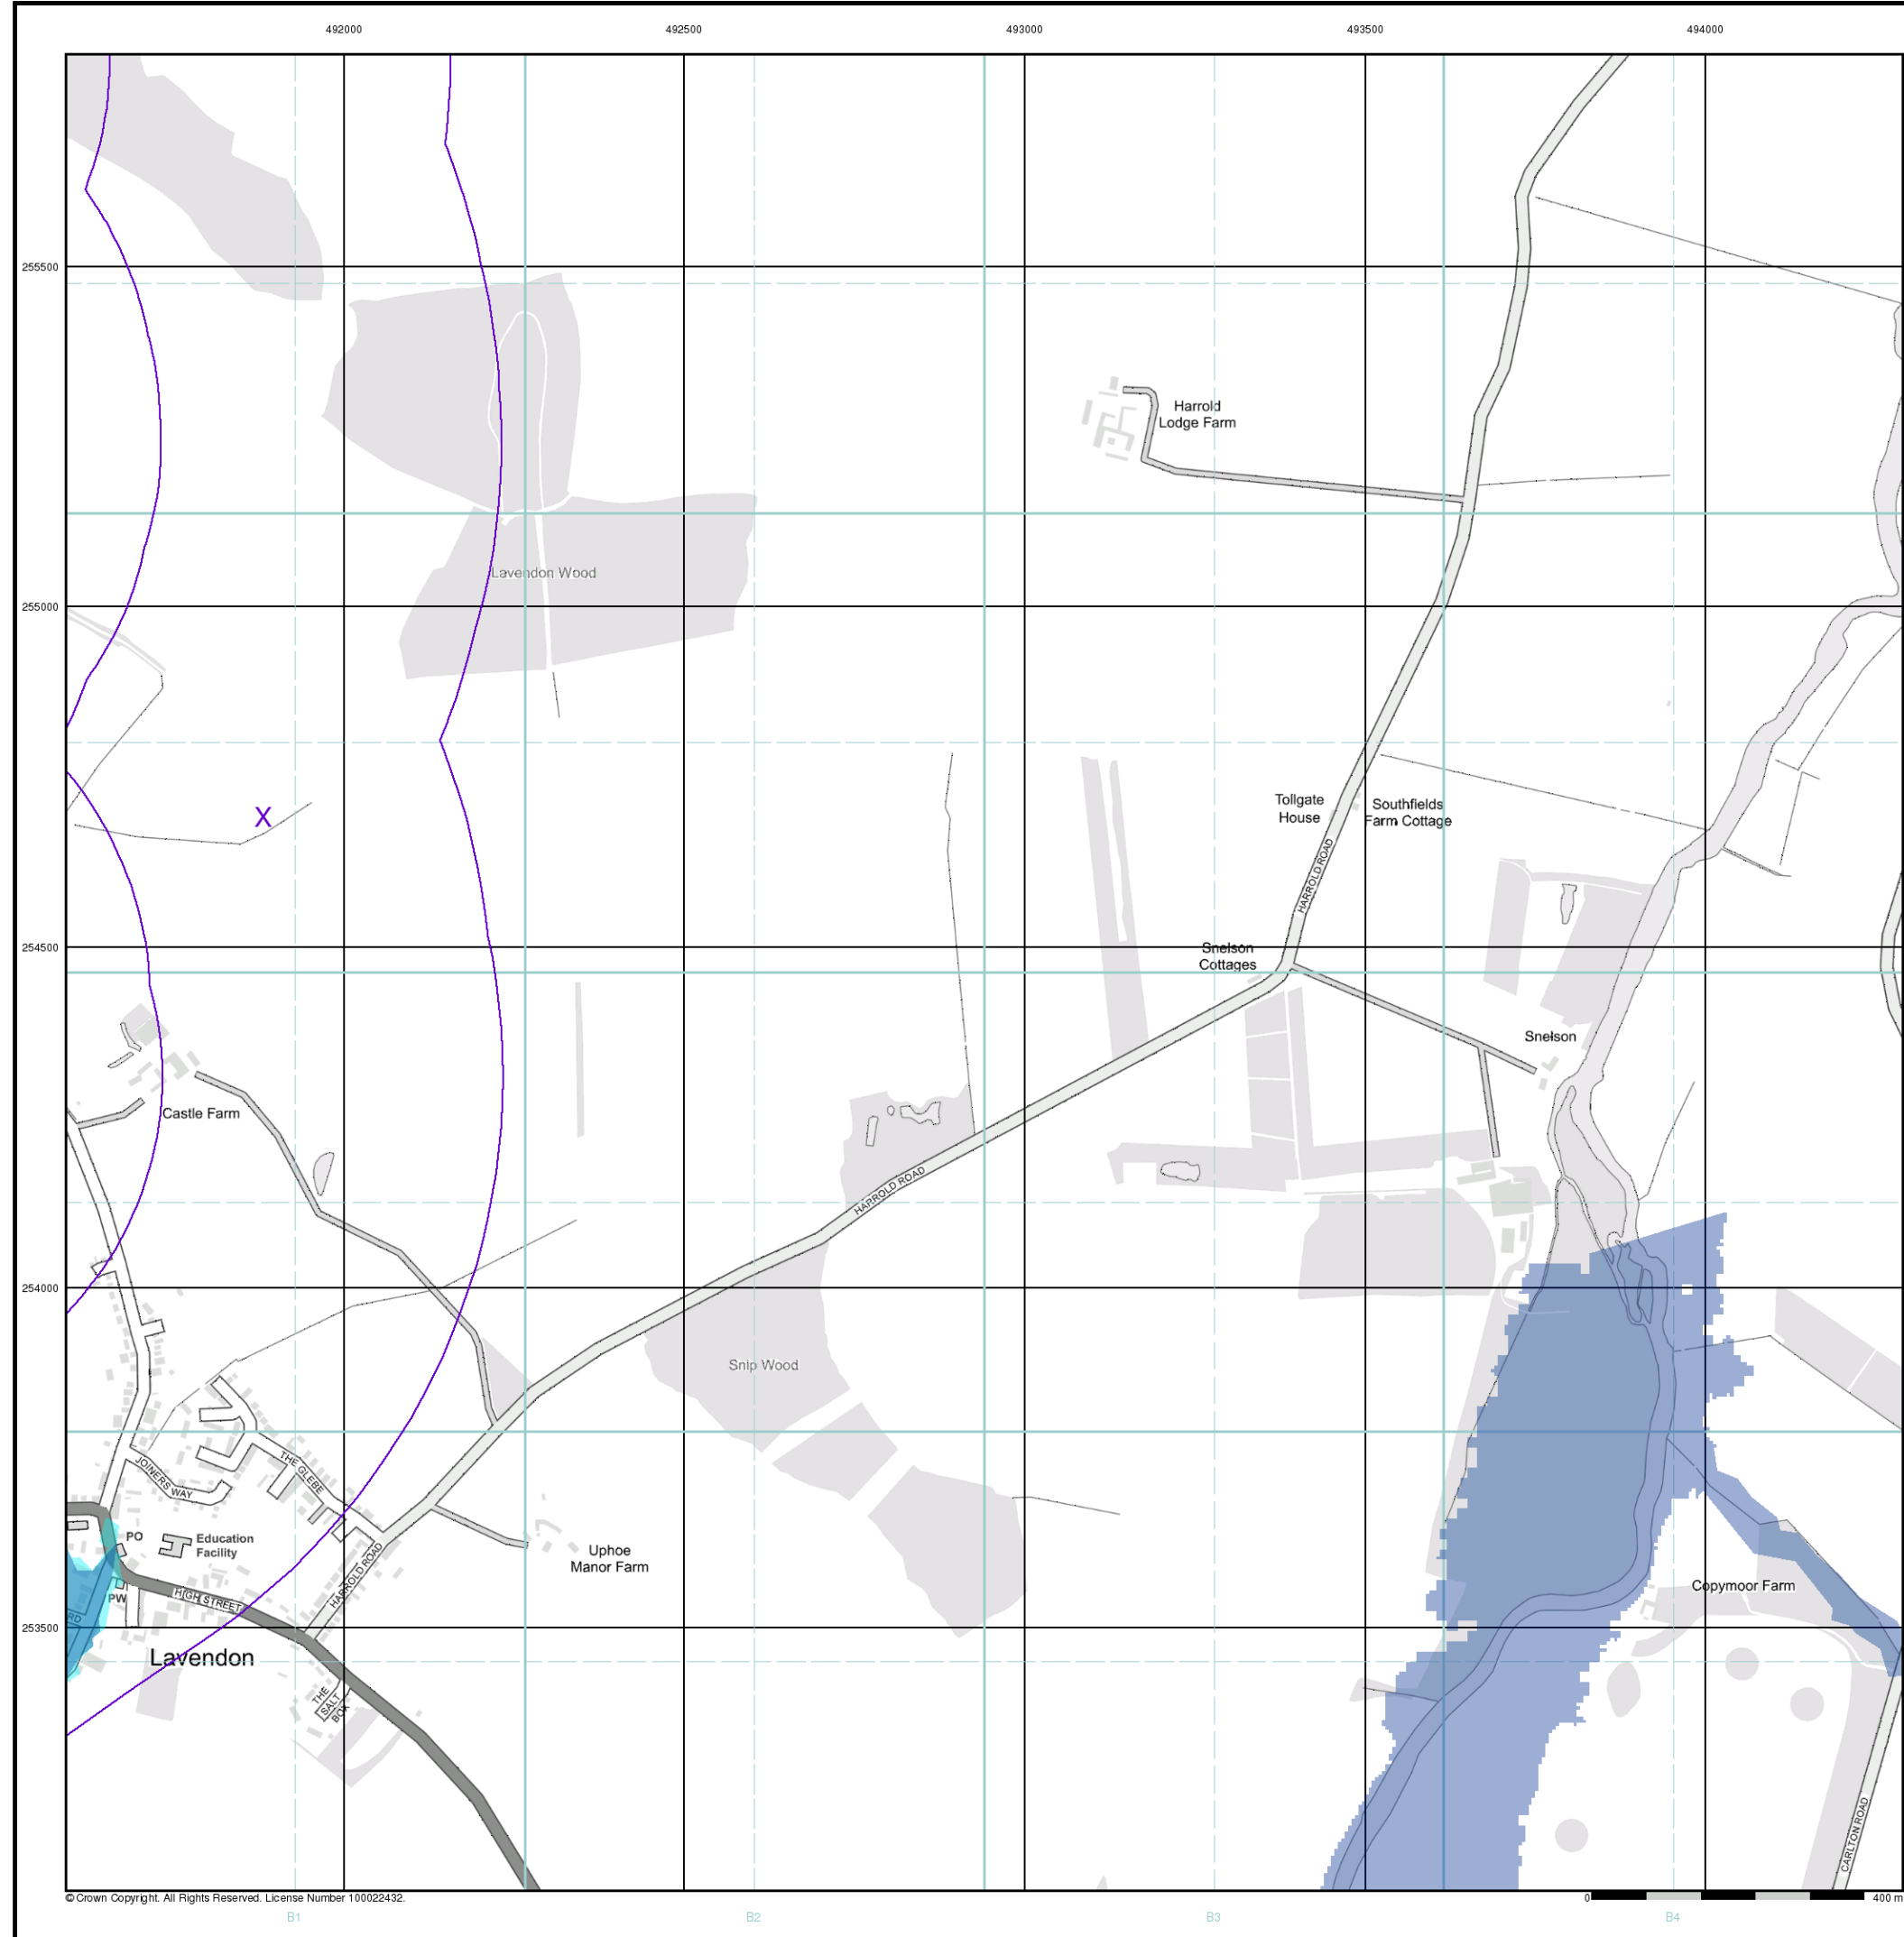 492000
492500
493000
493500
494000
255500
Harrold
Lodge Farm
Lavendon Wood
255000
X
Tollgate
House
Southfields
Farm Cottage
HARROLD ROAD
254500
Snelson
Cottages
Snelson
Castle Farm
HARROLD ROAD
254000
Snip Wood
THE GLEBE
JOINERS WAY
PO
Education
Facility
Uphoe
Manor Farm
PW
HIGH STREET
HARROLD ROAD
Copymoor Farm
RD
253500
Lavendon
THE
SALT
BOX
CARLTON ROAD
© Crown Copyright. All Rights Reserved. License Number 100022432.
0
400 m
B1
B2
B3
B4